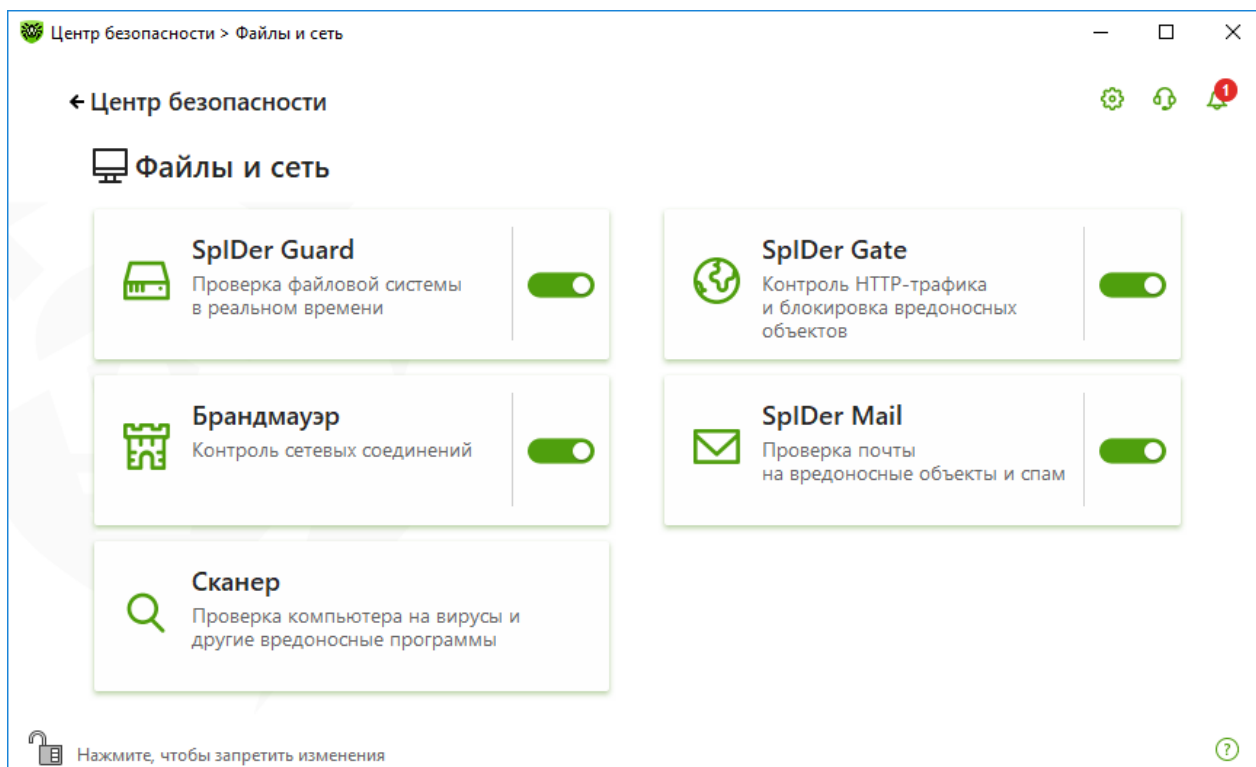 Центр безопасности > Файлы и сеть
Центр безопасности
1
Файлы и сеть
SpIDer Guard
Проверка файловой системы
в реальном времени
SpIDer Gate
Контроль HTTP-трафика
и блокировка вредоносных
объектов
Брандмауэр
Контроль сетевых соединений
SpIDer Mail
Проверка почты
на вредоносные объекты и спам
Сканер
Проверка компьютера на вирусы и
другие вредоносные программы
Нажмите, чтобы запретить изменения
?